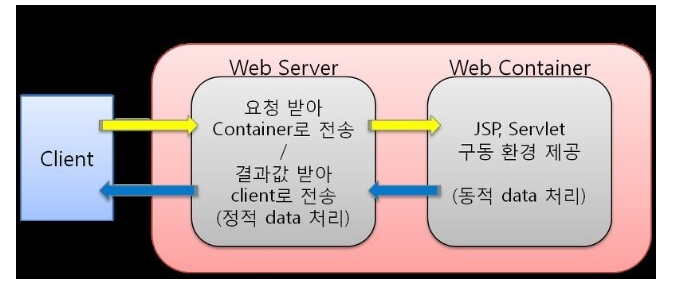 Web Server
Web Container
Client
요청 받아
Container로 전송
/
결과값 받아
client로 전송
(정적 data 처리)
JSP, Servlet
구동 환경 제공
(동적 data 처리)